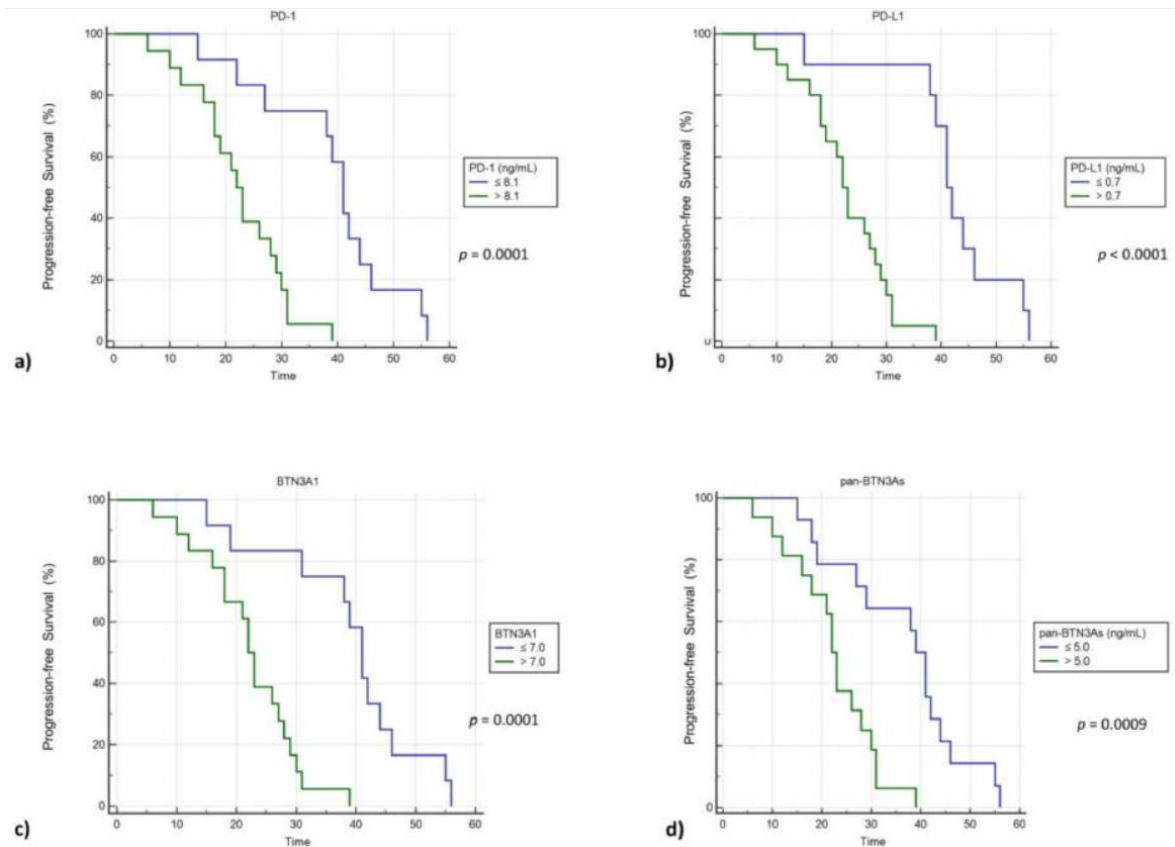 PD-1
Progression-free Survival (%)
100
80
60
40
20
0
0 10 20 30 40 50 60
Time
PD-1 (ng/mL)
≤ 8.1
> 8.1
p = 0.0001
a)
PD-L1
Progression-free Survival (%)
100
0 10 20 30 40 50 60
Time
PD-L1 (ng/mL)
≤ 0.7
> 0.7
p < 0.0001
b)
BTN3A1
Progression-free Survival (%)
100
80
60
40
20
0
0 10 20 30 40 50 60
Time
BTN3A1
≤ 7.0
> 7.0
p = 0.0001
c)
pan-BTN3As
Progression-free Survival (%)
100
0
0 10 20 30 40 50 60
Time
pan-BTN3As (ng/mL)
≤ 5.0
> 5.0
p = 0.0009
d)